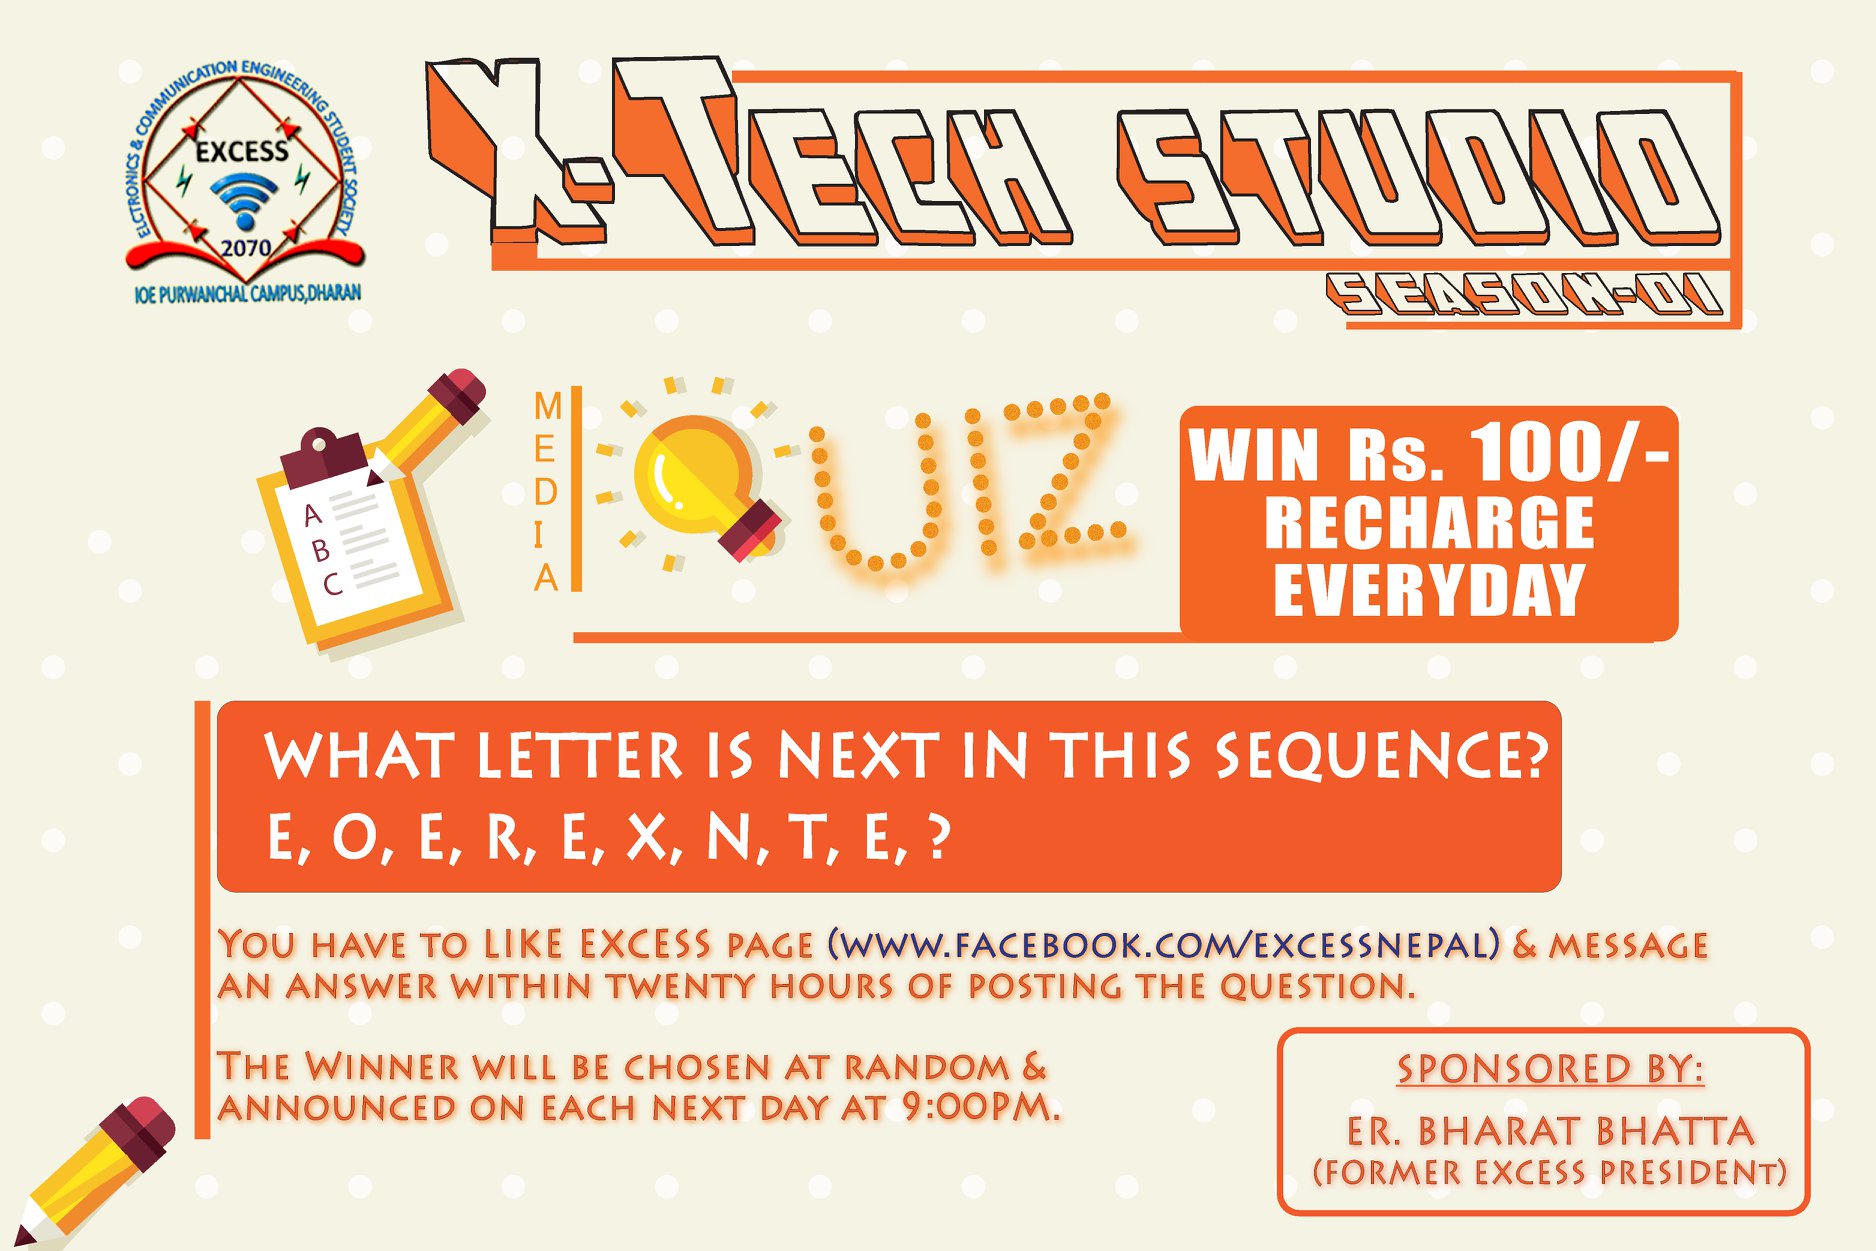 ELCTRONICS & COMMUNICATION ENGINEERING STUDENT SOCIETY
EXCESS
2070
IOE PURWANCHAL CAMPUS,DHARAN
X-TECH STUDIO
SEASON-01
A
B
C
MEDIA
QUIZ
WIN Rs. 100/-
RECHARGE
EVERYDAY
WHAT LETTER IS NEXT IN THIS SEQUENCE?
E, O, E, R, E, X, N, T, E, ?
YOU HAVE TO LIKE EXCESS PAGE (WWW.FACEBOOK.COM/EXCESSNEPAL) & MESSAGE
AN ANSWER WITHIN TWENTY HOURS OF POSTING THE QUESTION.
THE WINNER WILL BE CHOSEN AT RANDOM &
ANNOUNCED ON EACH NEXT DAY AT 9:00PM.
SPONSORED BY:
ER. BHARAT BHATTA
(FORMER EXCESS PRESIDENT)